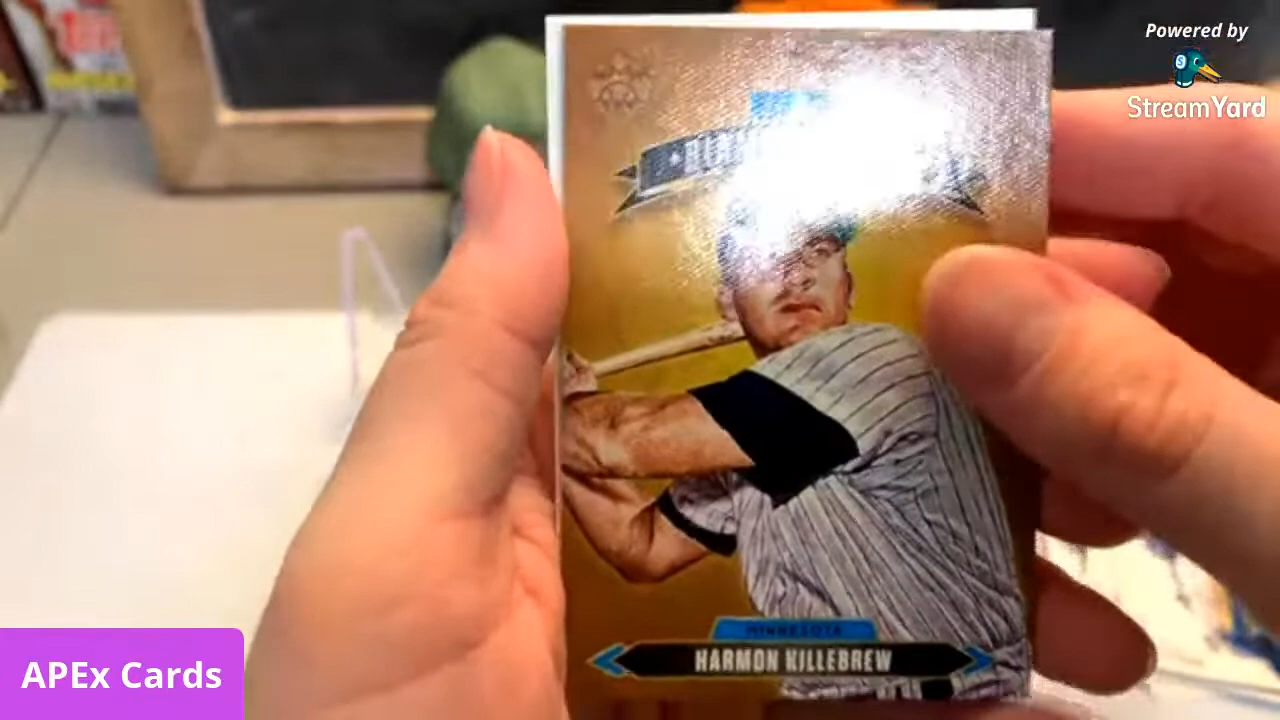 Powered by
StreamYard
MINNESOTA
HARMON KILLEBREW
APEx Cards